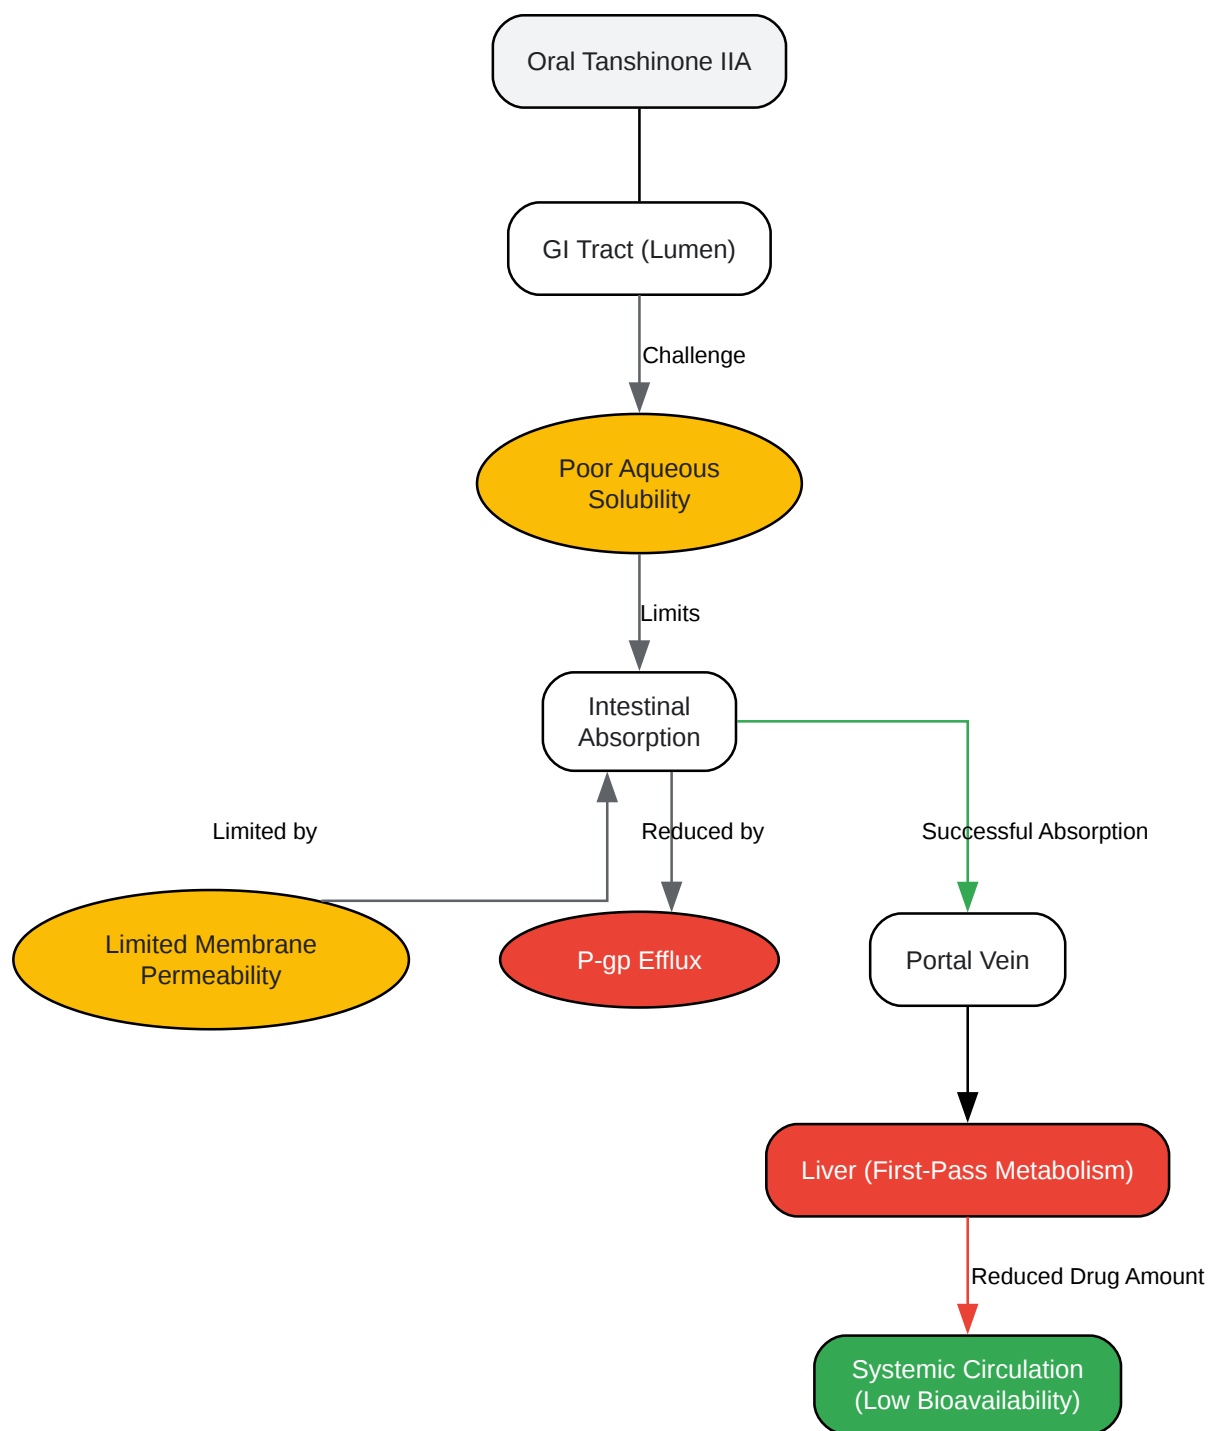 Oral Tanshinone IIA
GI Tract (Lumen)
Challenge
Poor Aqueous
Solubility
Limits
Intestinal
Absorption
Limited by
Reduced by
Successful Absorption
Limited Membrane
Permeability
P-gp Efflux
Portal Vein
Liver (First-Pass Metabolism)
Reduced Drug Amount
Systemic Circulation
(Low Bioavailability)